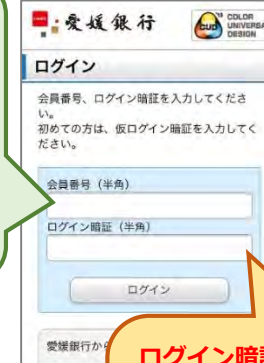 愛媛銀行
cud
COLOR
UNIVERSA
DESIGN
ログイン
会員番号、ログイン暗証を入力してくださ
い。
初めての方は、仮ログイン暗証を入力してく
ださい。
会員番号（半角）
ログイン暗証（半角）
ログイン
愛媛銀行か
ログイン暗証